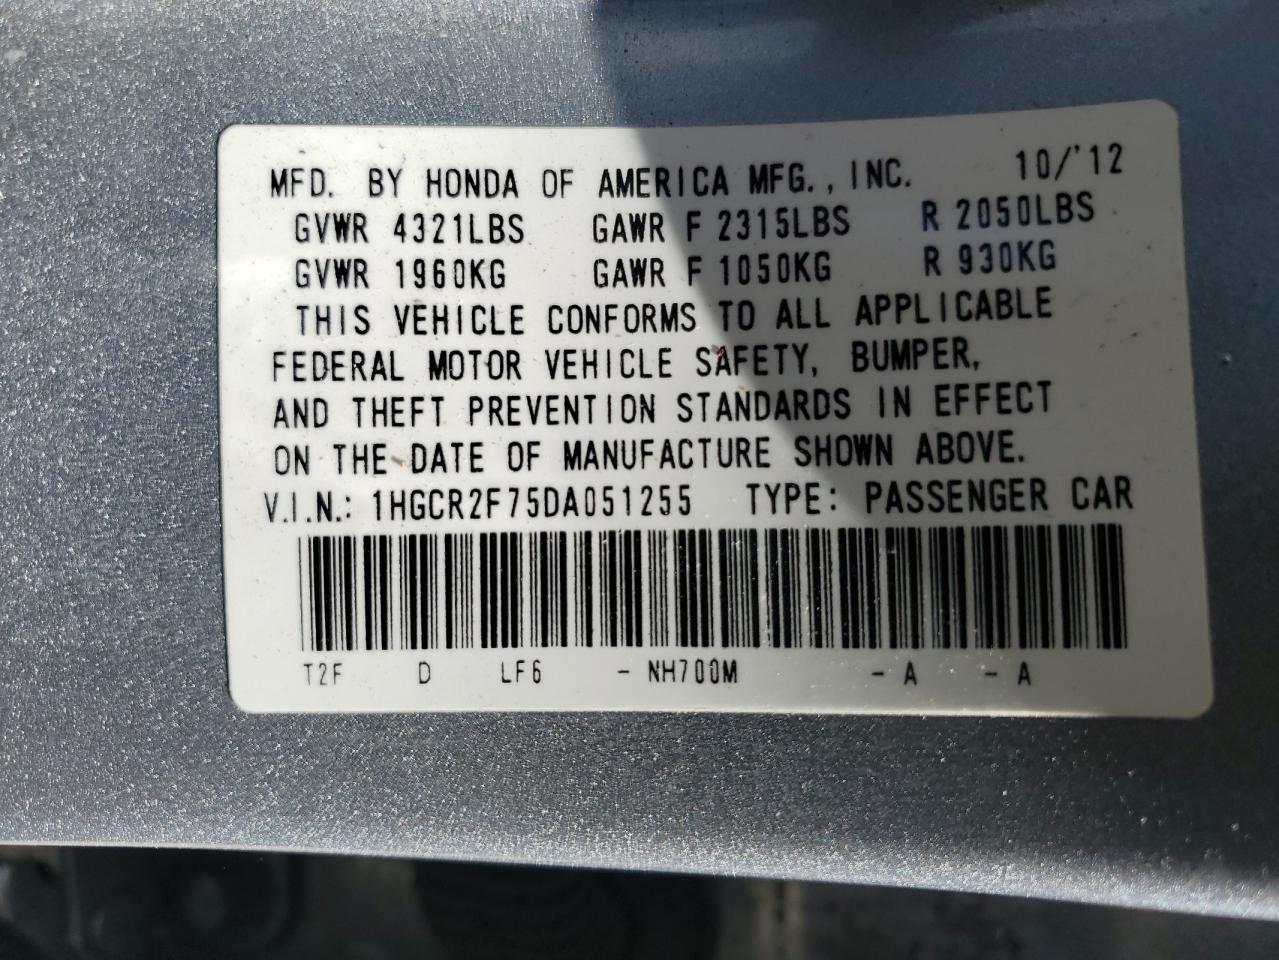 MFD. BY HONDA OF AMERICA MFG., INC. 10/'12
GVWR 4321LBS GAWR F 2315LBS R 2050LBS
GVWR 1960KG GAWR F 1050KG R 930KG
THIS VEHICLE CONFORMS TO ALL APPLICABLE
FEDERAL MOTOR VEHICLE SAFETY, BUMPER,
AND THEFT PREVENTION STANDARDS IN EFFECT
ON THE DATE OF MANUFACTURE SHOWN ABOVE.
V.I.N.: 1HGCR2F75DA051255 TYPE: PASSENGER CAR
T2F D LF6 - NH700M - A - A